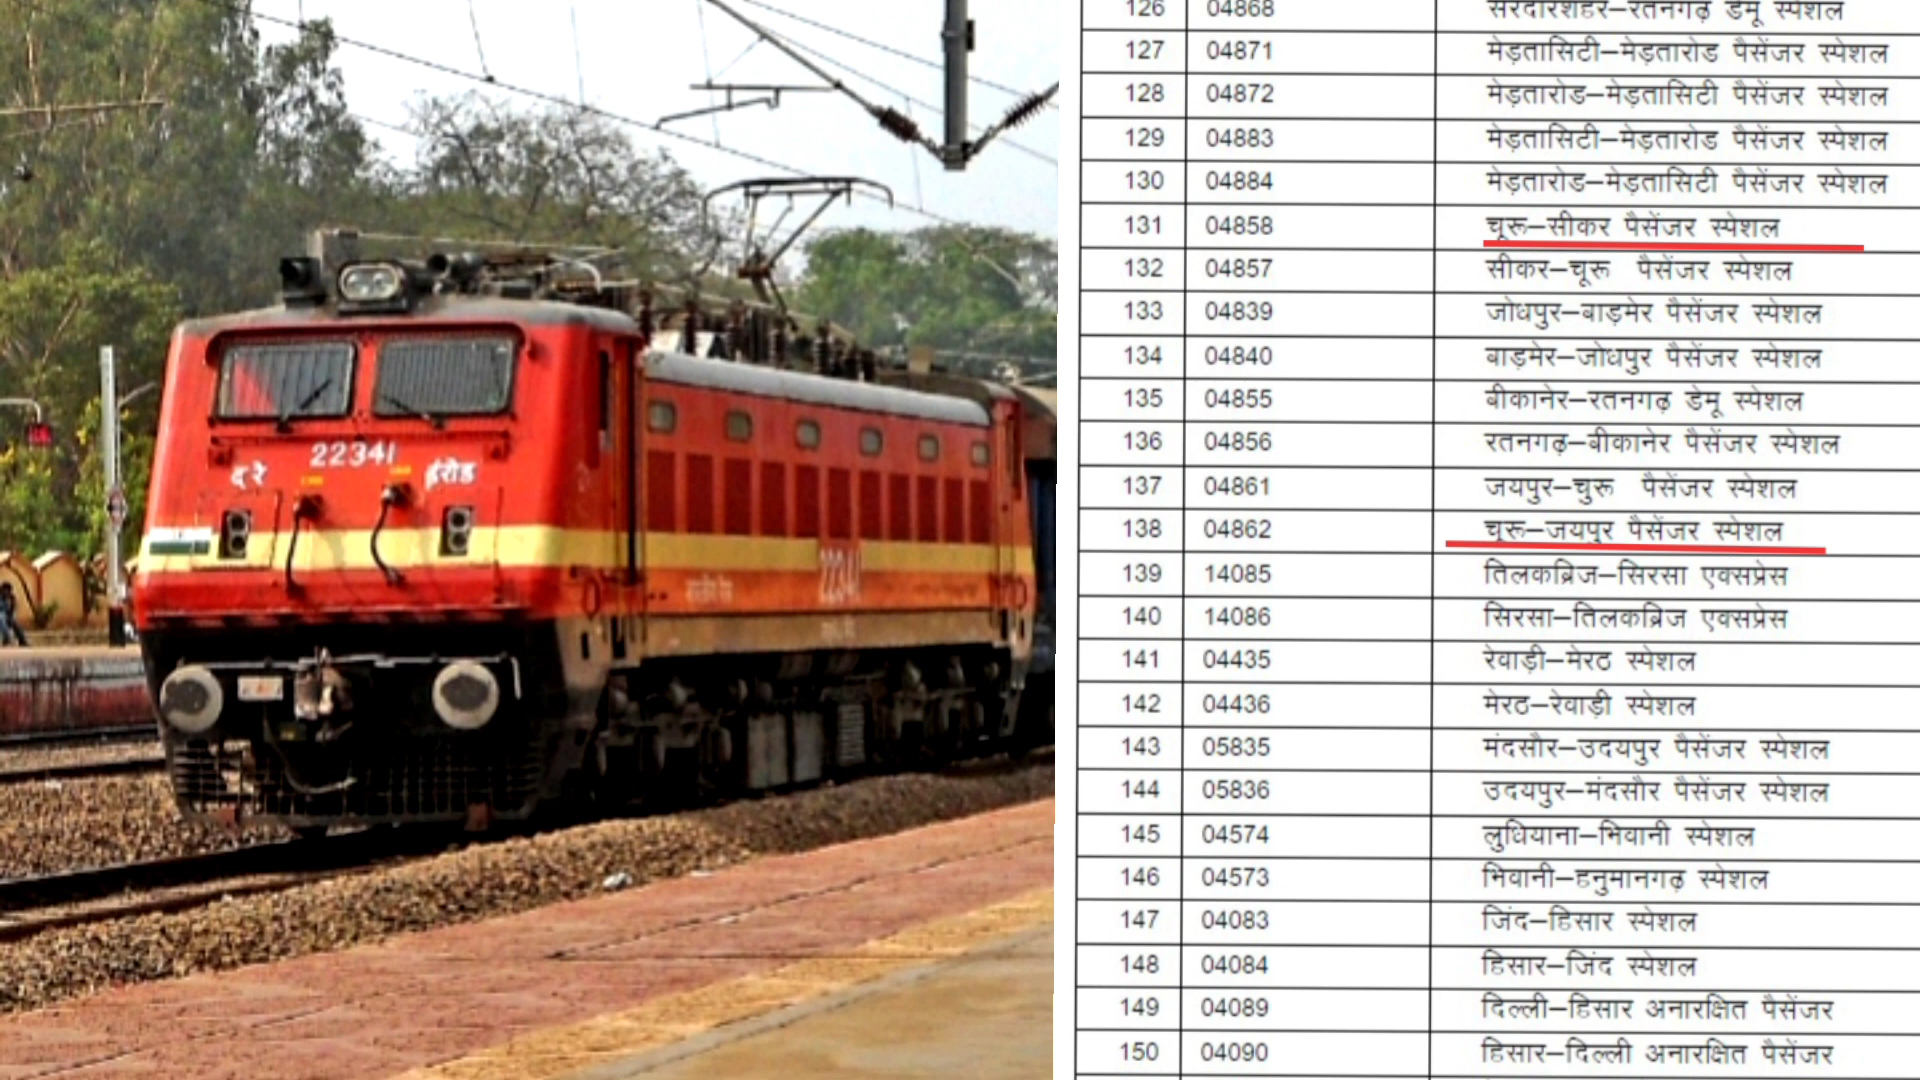 22341
द रे
ईरोड
22341
126 04868 सरदारशहर–रतनगढ़ डेमू स्पेशल
127 04871 मेड़तासिटी–मेड़तारोड पैसेंजर स्पेशल
128 04872 मेड़तारोड–मेड़तासिटी पैसेंजर स्पेशल
129 04883 मेड़तासिटी–मेड़तारोड पैसेंजर स्पेशल
130 04884 मेड़तारोड–मेड़तासिटी पैसेंजर स्पेशल
131 04858 चूरू–सीकर पैसेंजर स्पेशल
132 04857 सीकर–चूरू पैसेंजर स्पेशल
133 04839 जोधपुर–बाड़मेर पैसेंजर स्पेशल
134 04840 बाड़मेर–जोधपुर पैसेंजर स्पेशल
135 04855 बीकानेर–रतनगढ़ डेमू स्पेशल
136 04856 रतनगढ़–बीकानेर पैसेंजर स्पेशल
137 04861 जयपुर–चुरू पैसेंजर स्पेशल
138 04862 चूरू–जयपुर पैसेंजर स्पेशल
139 14085 तिलकब्रिज–सिरसा एक्सप्रेस
140 14086 सिरसा–तिलकब्रिज एक्सप्रेस
141 04435 रेवाड़ी–मेरठ स्पेशल
142 04436 मेरठ–रेवाड़ी स्पेशल
143 05835 मंदसौर–उदयपुर पैसेंजर स्पेशल
144 05836 उदयपुर–मंदसौर पैसेंजर स्पेशल
145 04574 लुधियाना–भिवानी स्पेशल
146 04573 भिवानी–हनुमानगढ़ स्पेशल
147 04083 जिंद–हिसार स्पेशल
148 04084 हिसार–जिंद स्पेशल
149 04089 दिल्ली–हिसार अनारक्षित पैसेंजर
150 04090 हिसार–दिल्ली अनारक्षित पैसेंजर